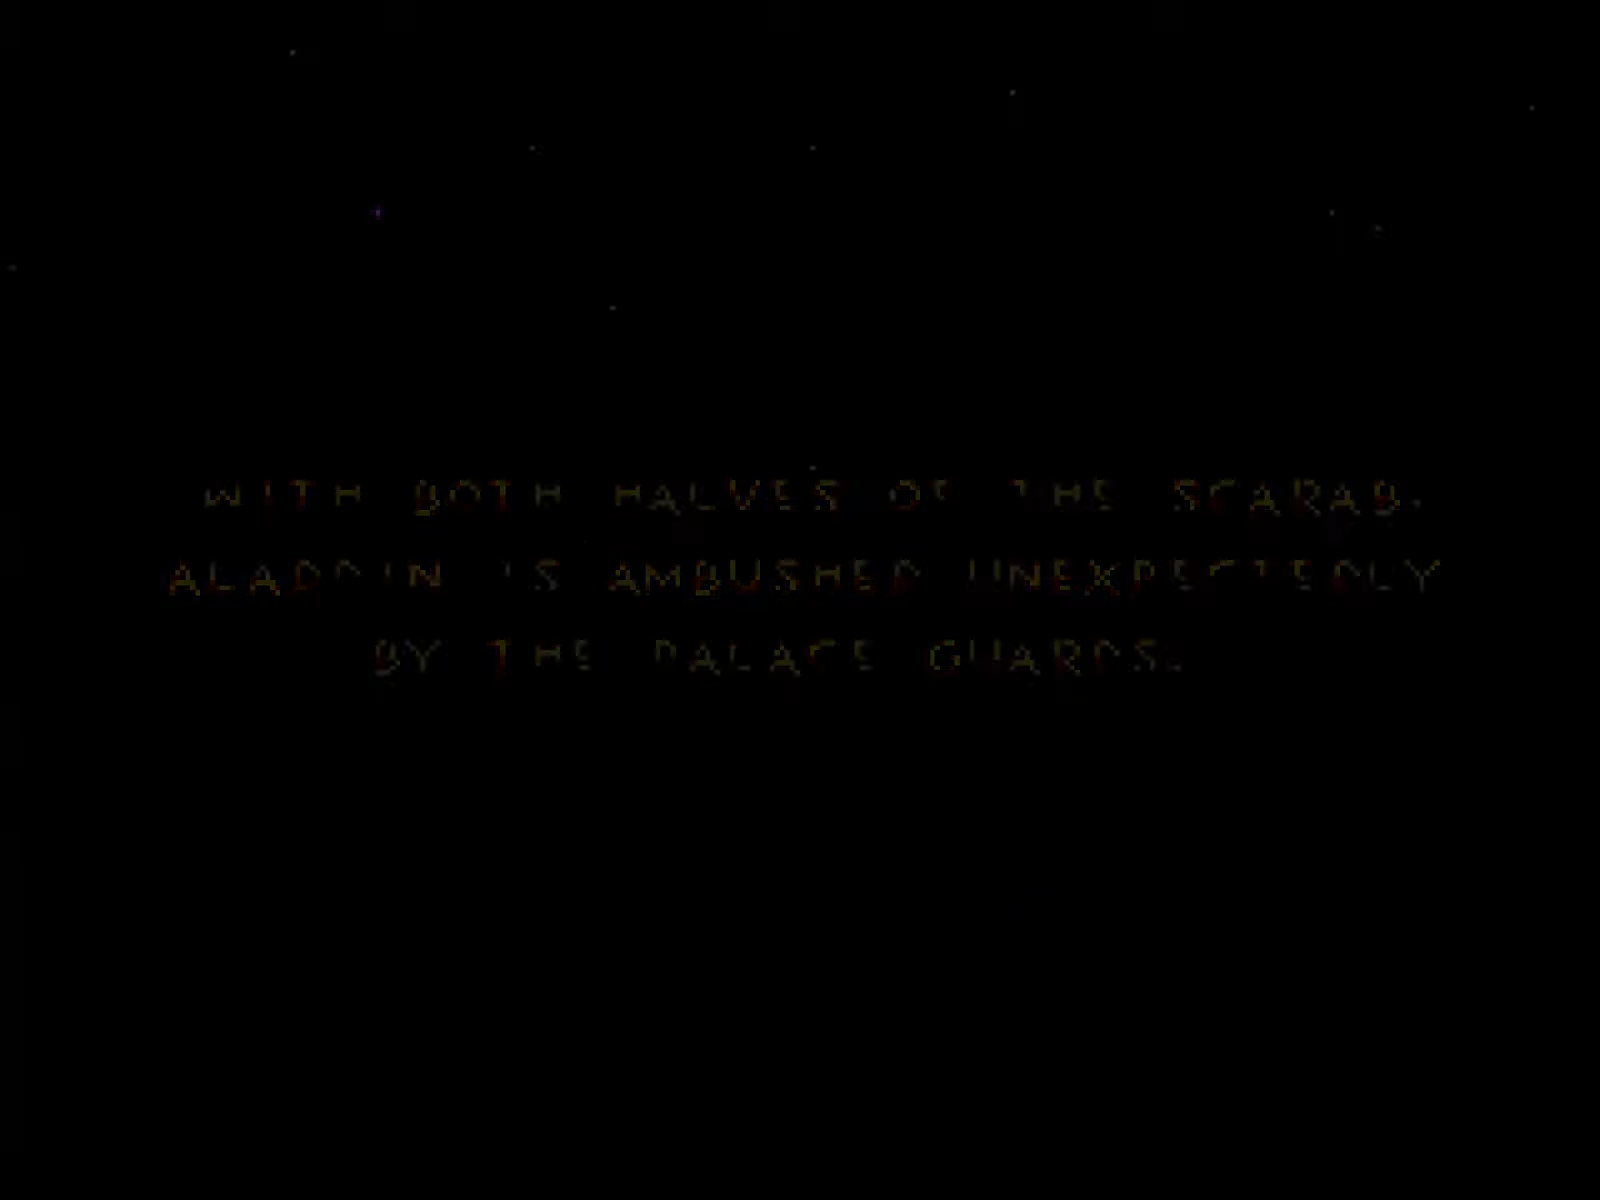 WITH BOTH HALVES OF THE SCARAB,
ALADDIN IS AMBUSHED UNEXPECTEDLY
BY THE PALACE GUARDS.